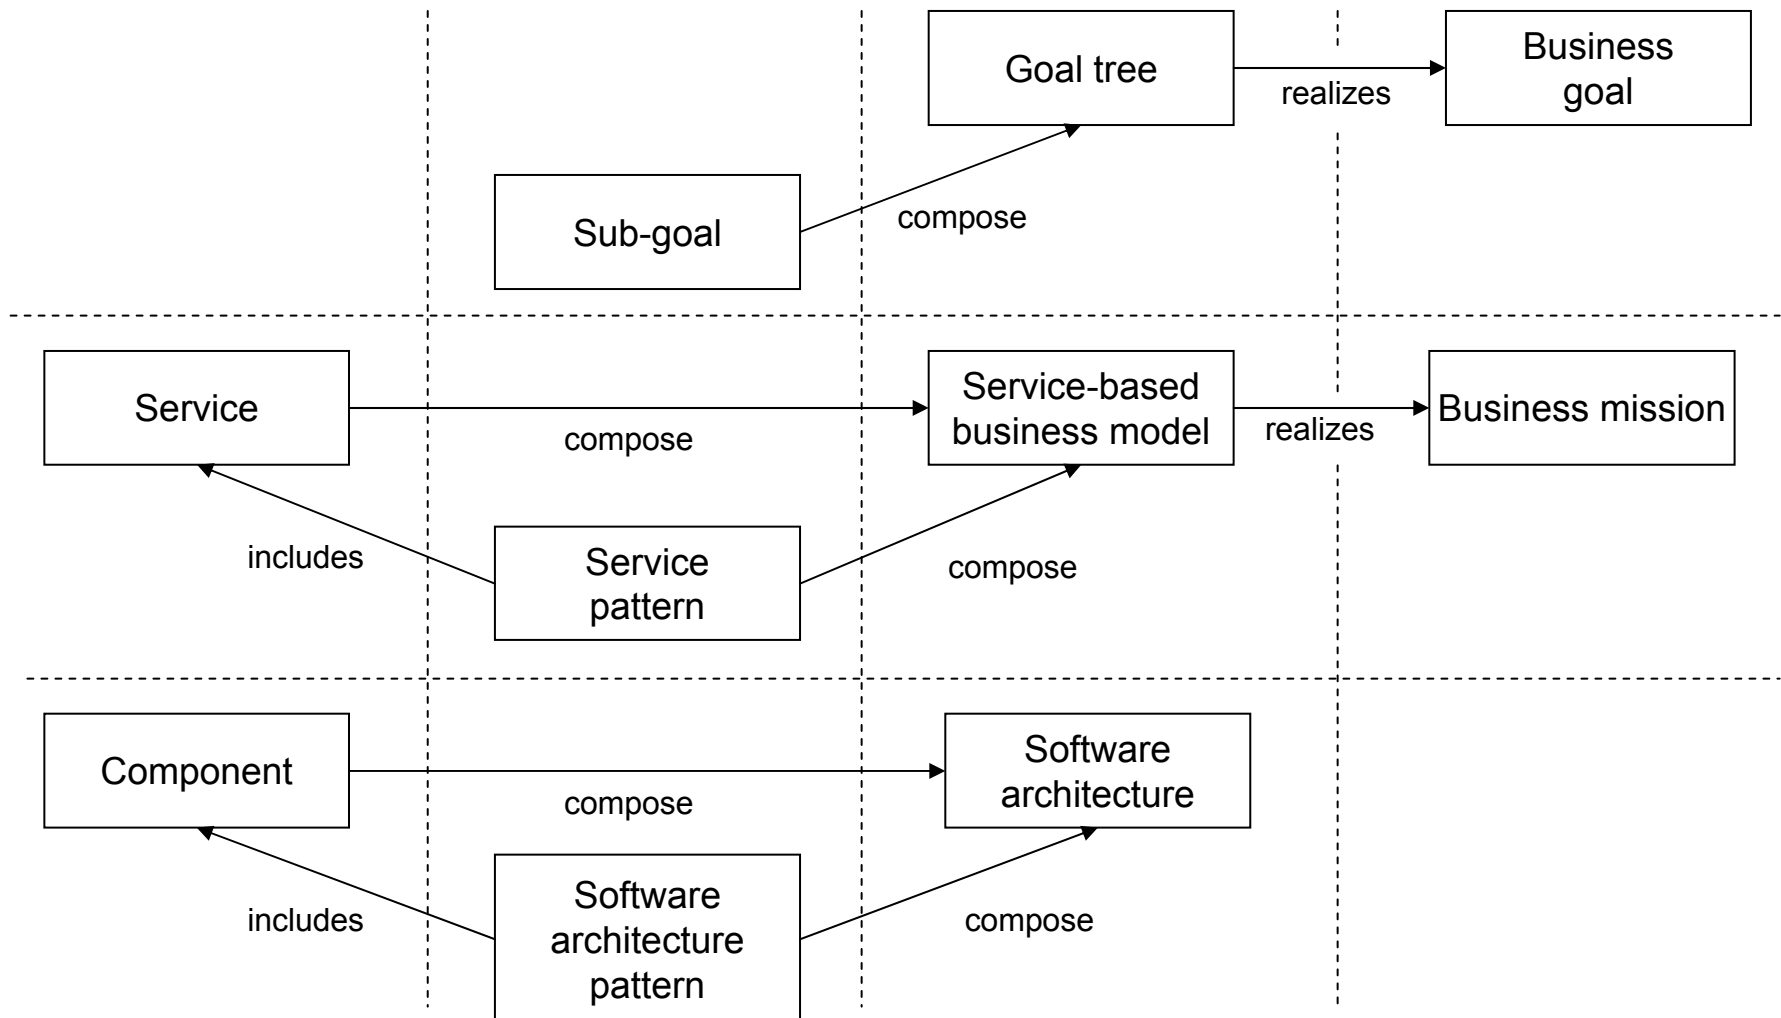 Goal tree
realizes
Business
goal
Sub-goal
compose
Service
compose
Service-based
business model
realizes
Business mission
includes
Service
pattern
compose
Component
compose
Software
architecture
includes
Software
architecture
pattern
compose